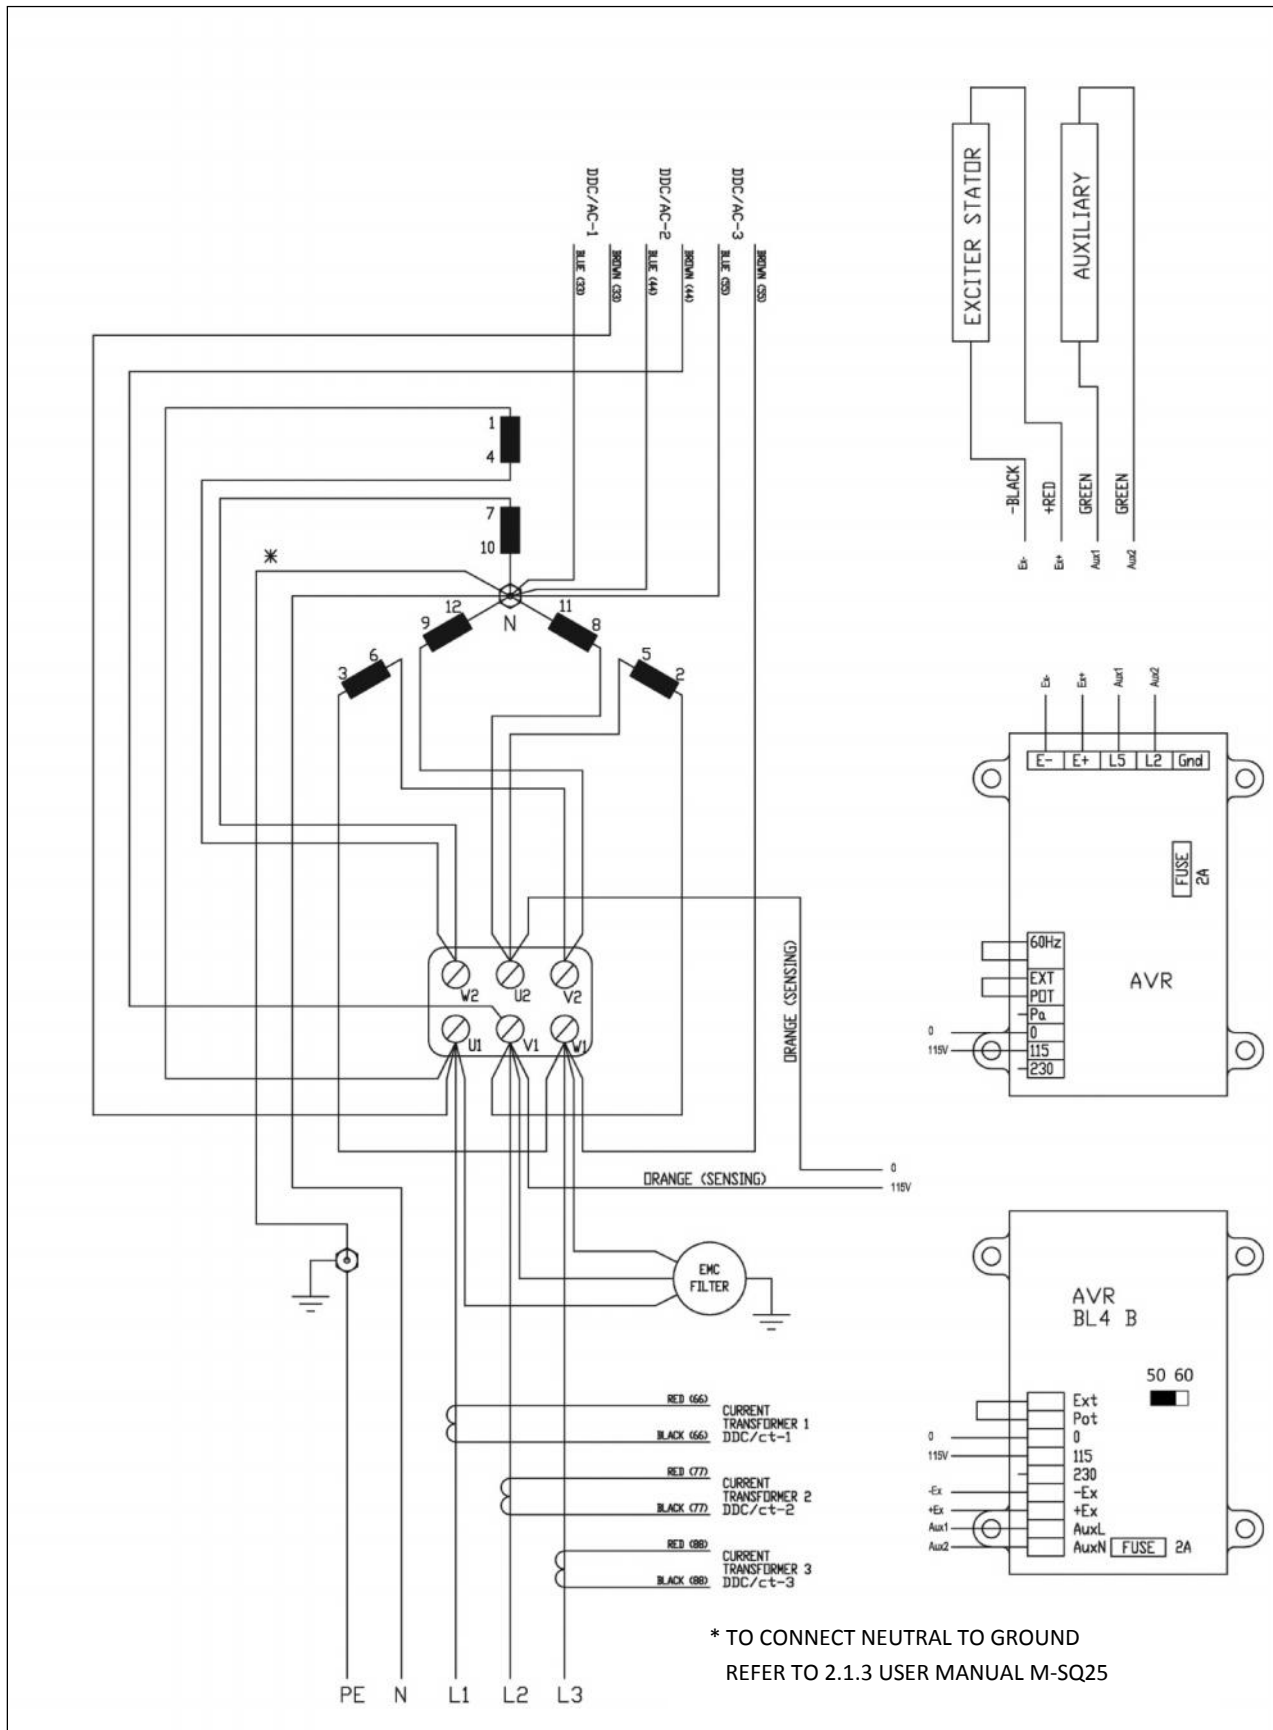 DDC/AC-1
DDC/AC-2
DDC/AC-3
BLUE (33)
BROWN (33)
BLUE (44)
BROWN (44)
BLUE (55)
BROWN (55)
EXCITER STATOR
AUXILIARY
-BLACK
+RED
GREEN
GREEN
Ex-
Ex+
Aux1
Aux2
1
4
7
10
*
12
11
9
N
8
6
5
3
2
Ex-
Ex+
Aux1
Aux2
E- E+ L5 L2 Gnd
FUSE
2A
60Hz
EXT
POT
Pa
0 0
115V 115
230
AVR
W2 U2 V2
U1 V1 W1
ORANGE (SENSING)
ORANGE (SENSING)
0
115V
EMC
FILTER
AVR
BL4 B
50 60
Ext
Pot
0 0
115V 115
230
-Ex -Ex
+Ex +Ex
Aux1 AuxL
Aux2 AuxN FUSE 2A
RED (66)
CURRENT
TRANSFORMER 1
BLACK (66) DDC/ct-1
RED (77)
CURRENT
TRANSFORMER 2
BLACK (77) DDC/ct-2
RED (88)
CURRENT
TRANSFORMER 3
BLACK (88) DDC/ct-3
* TO CONNECT NEUTRAL TO GROUND
REFER TO 2.1.3 USER MANUAL M-SQ25
PE N L1 L2 L3